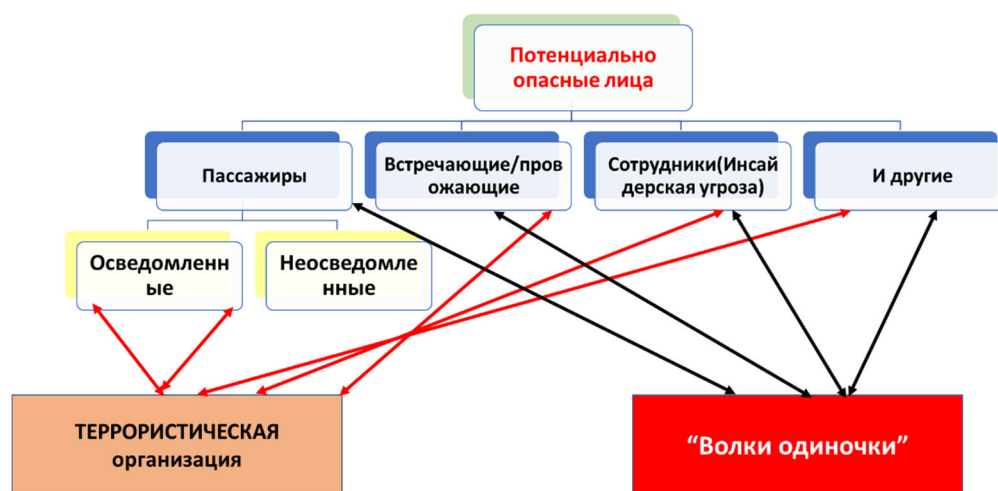 Потенциально
опасные лица
Пассажиры
Встречающие/пров
ожающие
Сотрудники(Инсай
дерская угроза)
И другие
Осведомленн
ые
Неосведомле
нные
ТЕРРОРИСТИЧЕСКАЯ
организация
“Волки одиночки”